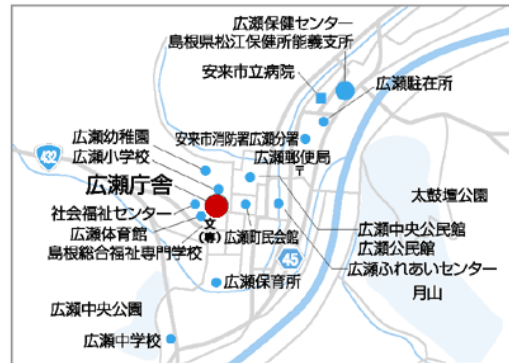 広瀬保健センター
島根県松江保健所能義支所
安来市立病院
広瀬駐在所
広瀬幼稚園
安来市消防署広瀬分署
432
広瀬小学校
広瀬郵便局
〒
広瀬庁舎
太鼓壇公園
社会福祉センター
文
(専)
広瀬体育館
広瀬町民会館
広瀬中央公民館
島根総合福祉専門学校
広瀬公民館
45
広瀬ふれあいセンター
広瀬保育所
月山
広瀬中央公園
広瀬中学校